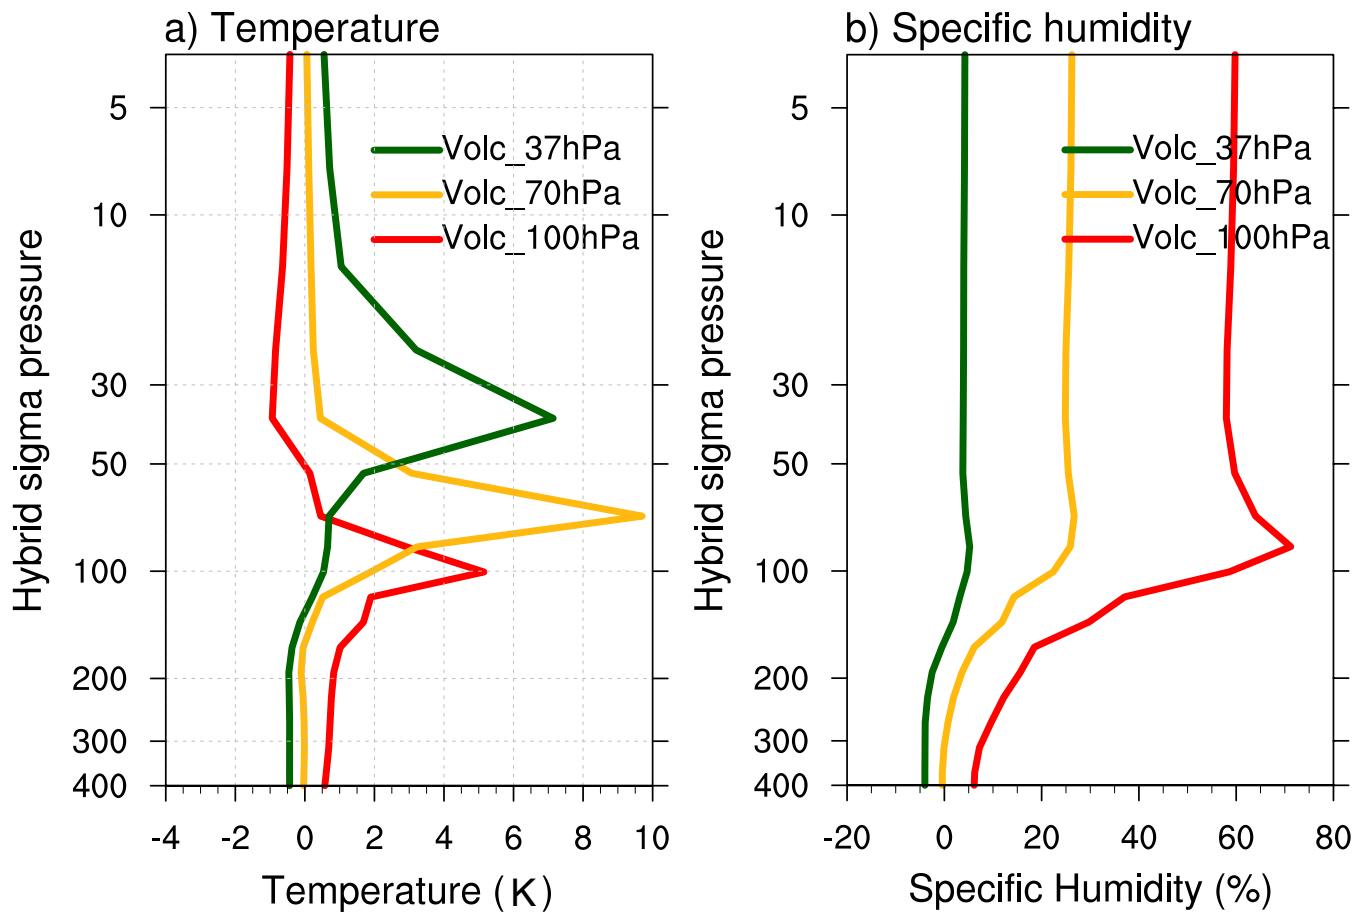 a) Temperature
5
10
30
50
100
200
300
400
Hybrid sigma pressure
Volc_37hPa
Volc_70hPa
Volc_100hPa
-4 -2 0 2 4 6 8 10
Temperature (K)
b) Specific humidity
5
10
30
50
100
200
300
400
Hybrid sigma pressure
Volc_37hPa
Volc_70hPa
Volc_100hPa
-20 0 20 40 60 80
Specific Humidity (%)